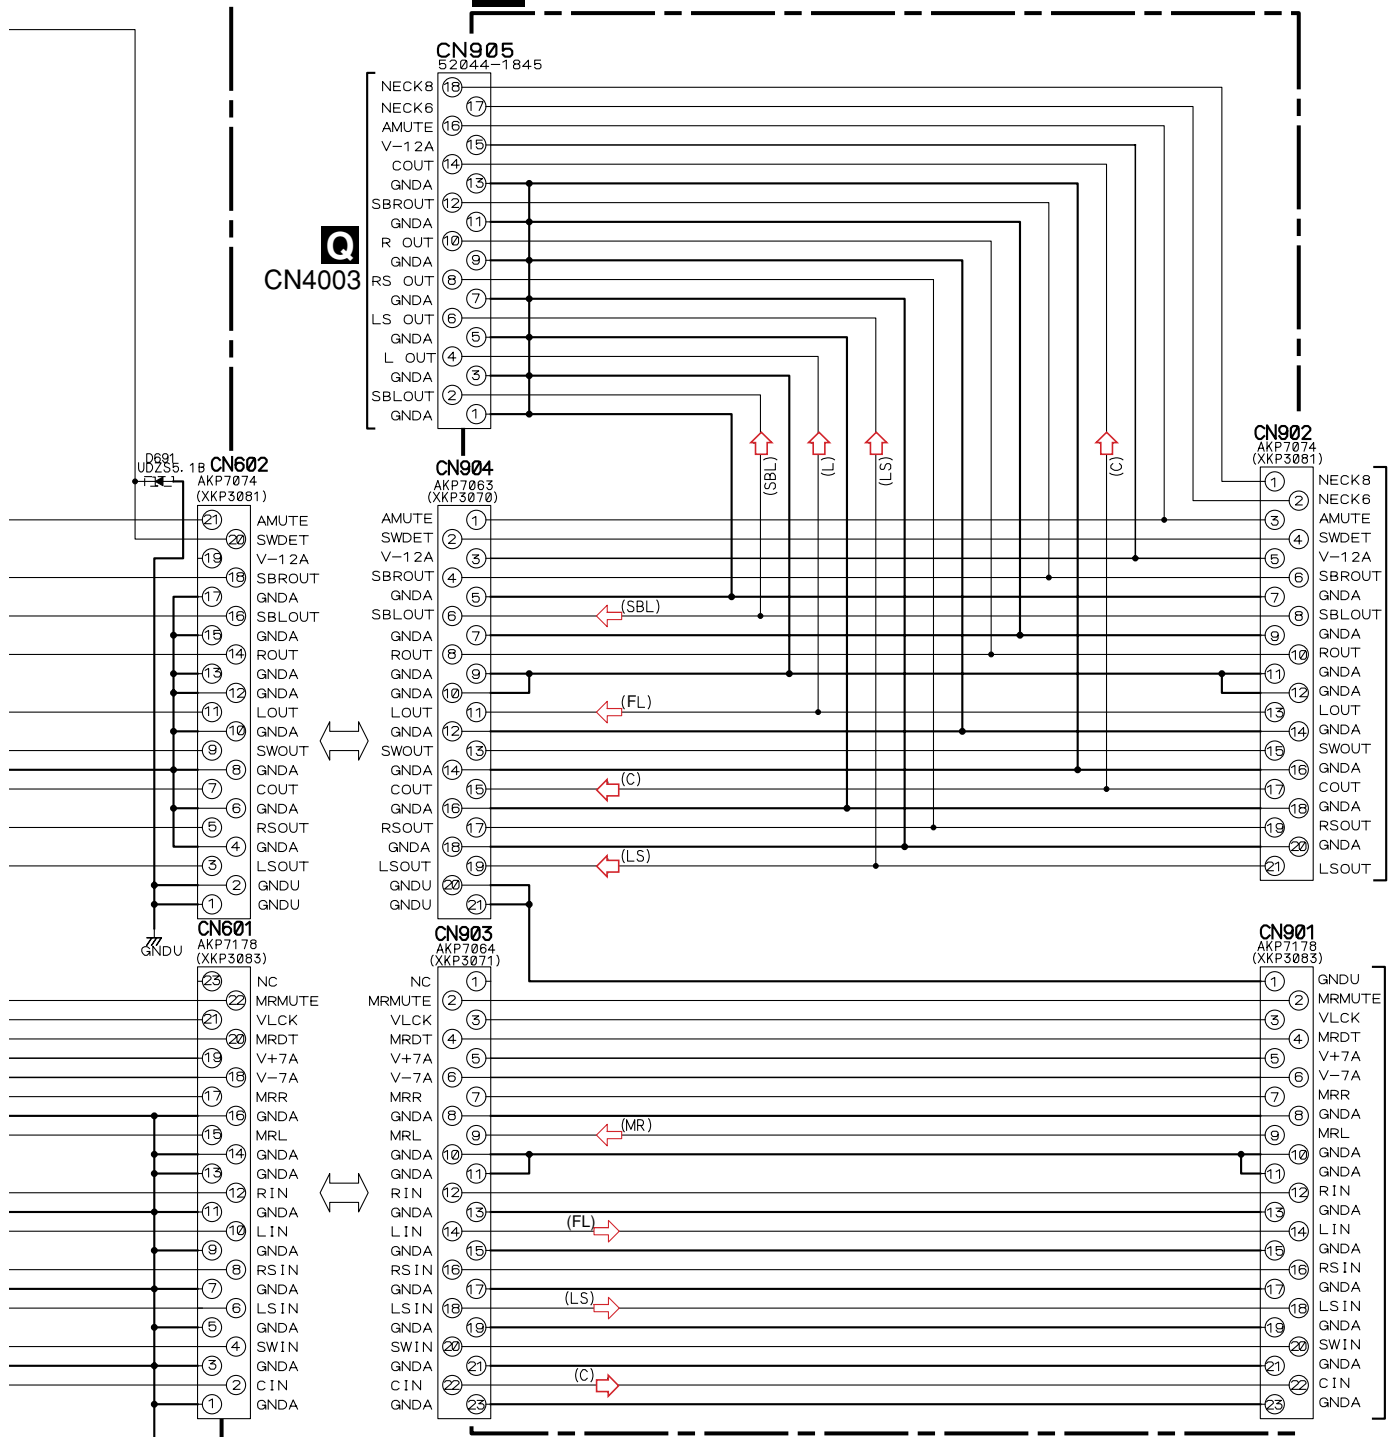 CN905
52044-1845
NECK8 18
NECK6 17
AMUTE 16
V-12A 15
COUT 14
GNDA 13
SBROUT 12
GNDA 11
R OUT 10
GNDA 9
RS OUT 8
GNDA 7
LS OUT 6
GNDA 5
L OUT 4
GNDA 3
SBLOUT 2
GNDA 1
Q
CN4003
(SBL)
(L)
(LS)
(C)
D691
UDZS5.1B
CN602
AKP7074
(XKP3081)
21 AMUTE
20 SWDET
19 V-12A
18 SBROUT
17 GNDA
16 SBLOUT
15 GNDA
14 ROUT
13 GNDA
12 GNDA
11 LOUT
10 GNDA
9 SWOUT
8 GNDA
7 COUT
6 GNDA
5 RSOUT
4 GNDA
3 LSOUT
2 GNDU
1 GNDU
GNDU
CN904
AKP7063
(XKP3070)
AMUTE 1
SWDET 2
V-12A 3
SBROUT 4
GNDA 5
SBLOUT 6
GNDA 7
ROUT 8
GNDA 9
GNDA 10
LOUT 11
GNDA 12
SWOUT 13
GNDA 14
COUT 15
GNDA 16
RSOUT 17
GNDA 18
LSOUT 19
GNDU 20
GNDU 21
(SBL)
(FL)
(C)
(LS)
CN902
AKP7074
(XKP3081)
1 NECK8
2 NECK6
3 AMUTE
4 SWDET
5 V-12A
6 SBROUT
7 GNDA
8 SBLOUT
9 GNDA
10 ROUT
11 GNDA
12 GNDA
13 LOUT
14 GNDA
15 SWOUT
16 GNDA
17 COUT
18 GNDA
19 RSOUT
20 GNDA
21 LSOUT
CN601
AKP7178
(XKP3083)
23 NC
22 MRMUTE
21 VLCK
20 MRDT
19 V+7A
18 V-7A
17 MRR
16 GNDA
15 MRL
14 GNDA
13 GNDA
12 RIN
11 GNDA
10 LIN
9 GNDA
8 RSIN
7 GNDA
6 LSIN
5 GNDA
4 SWIN
3 GNDA
2 CIN
1 GNDA
CN903
AKP7064
(XKP3071)
NC 1
MRMUTE 2
VLCK 3
MRDT 4
V+7A 5
V-7A 6
MRR 7
GNDA 8
MRL 9
GNDA 10
GNDA 11
RIN 12
GNDA 13
LIN 14
GNDA 15
RSIN 16
GNDA 17
LSIN 18
GNDA 19
SWIN 20
GNDA 21
CIN 22
GNDA 23
(MR)
(FL)
(LS)
(C)
CN901
AKP7178
(XKP3083)
1 GNDU
2 MRMUTE
3 VLCK
4 MRDT
5 V+7A
6 V-7A
7 MRR
8 GNDA
9 MRL
10 GNDA
11 GNDA
12 RIN
13 GNDA
14 LIN
15 GNDA
16 RSIN
17 GNDA
18 LSIN
19 GNDA
20 SWIN
21 GNDA
22 CIN
23 GNDA